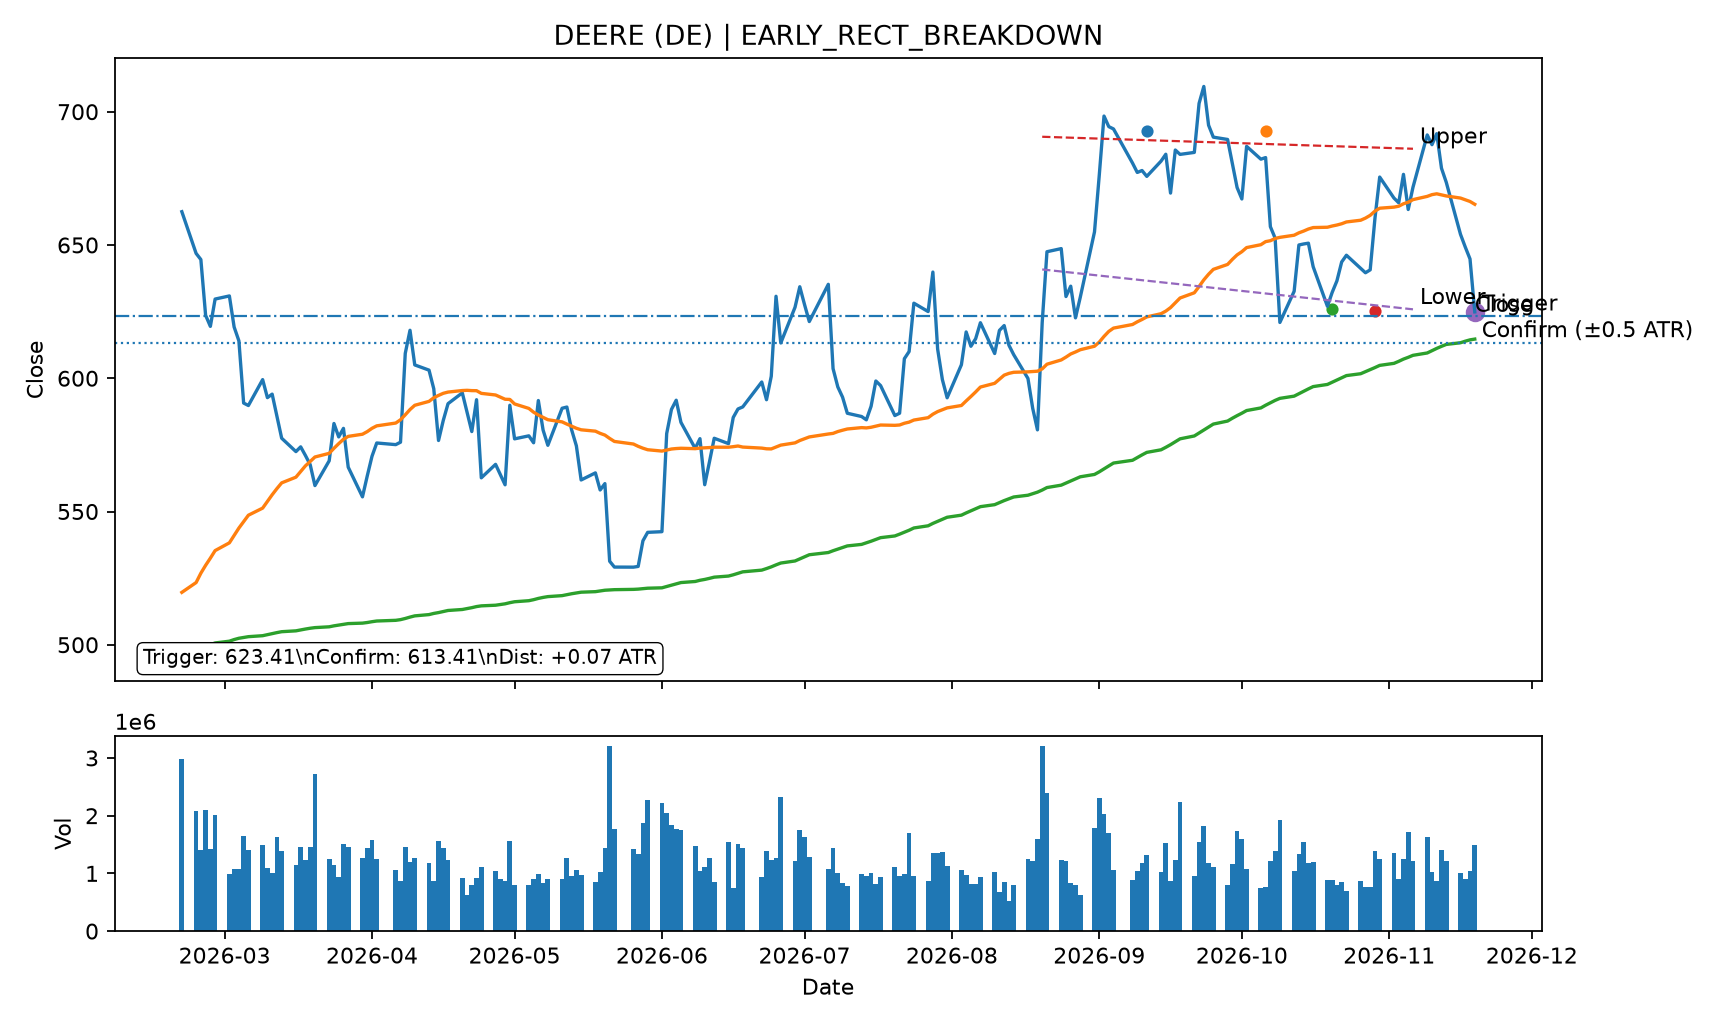 DEERE (DE) | EARLY_RECT_BREAKDOWN
Close
700
650
600
550
500
Upper
Lower
Trigger
Close
Confirm (±0.5 ATR)
Trigger: 623.41\nConfirm: 613.41\nDist: +0.07 ATR
1e6
Vol
3
2
1
0
2026-03
2026-04
2026-05
2026-06
2026-07
2026-08
2026-09
2026-10
2026-11
2026-12
Date